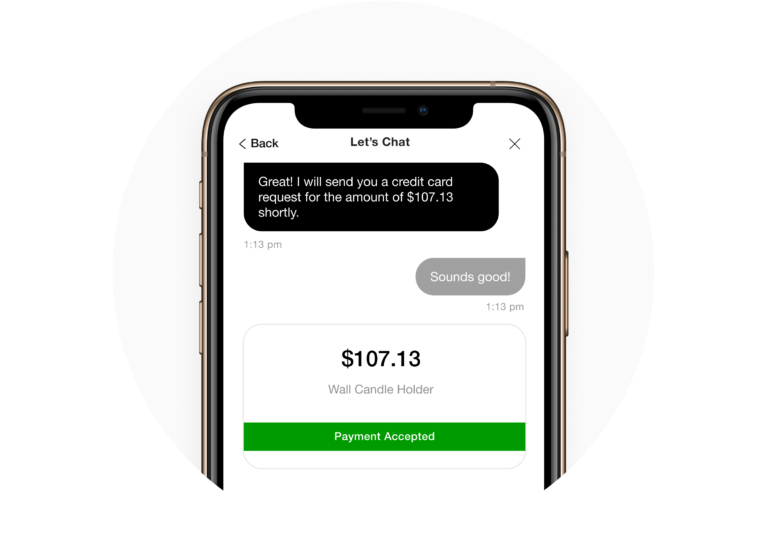 Back
Let's Chat
Great! I will send you a credit card
request for the amount of $107.13
shortly.
1:13 pm
Sounds good!
1:13 pm
$107.13
Wall Candle Holder
Payment Accepted